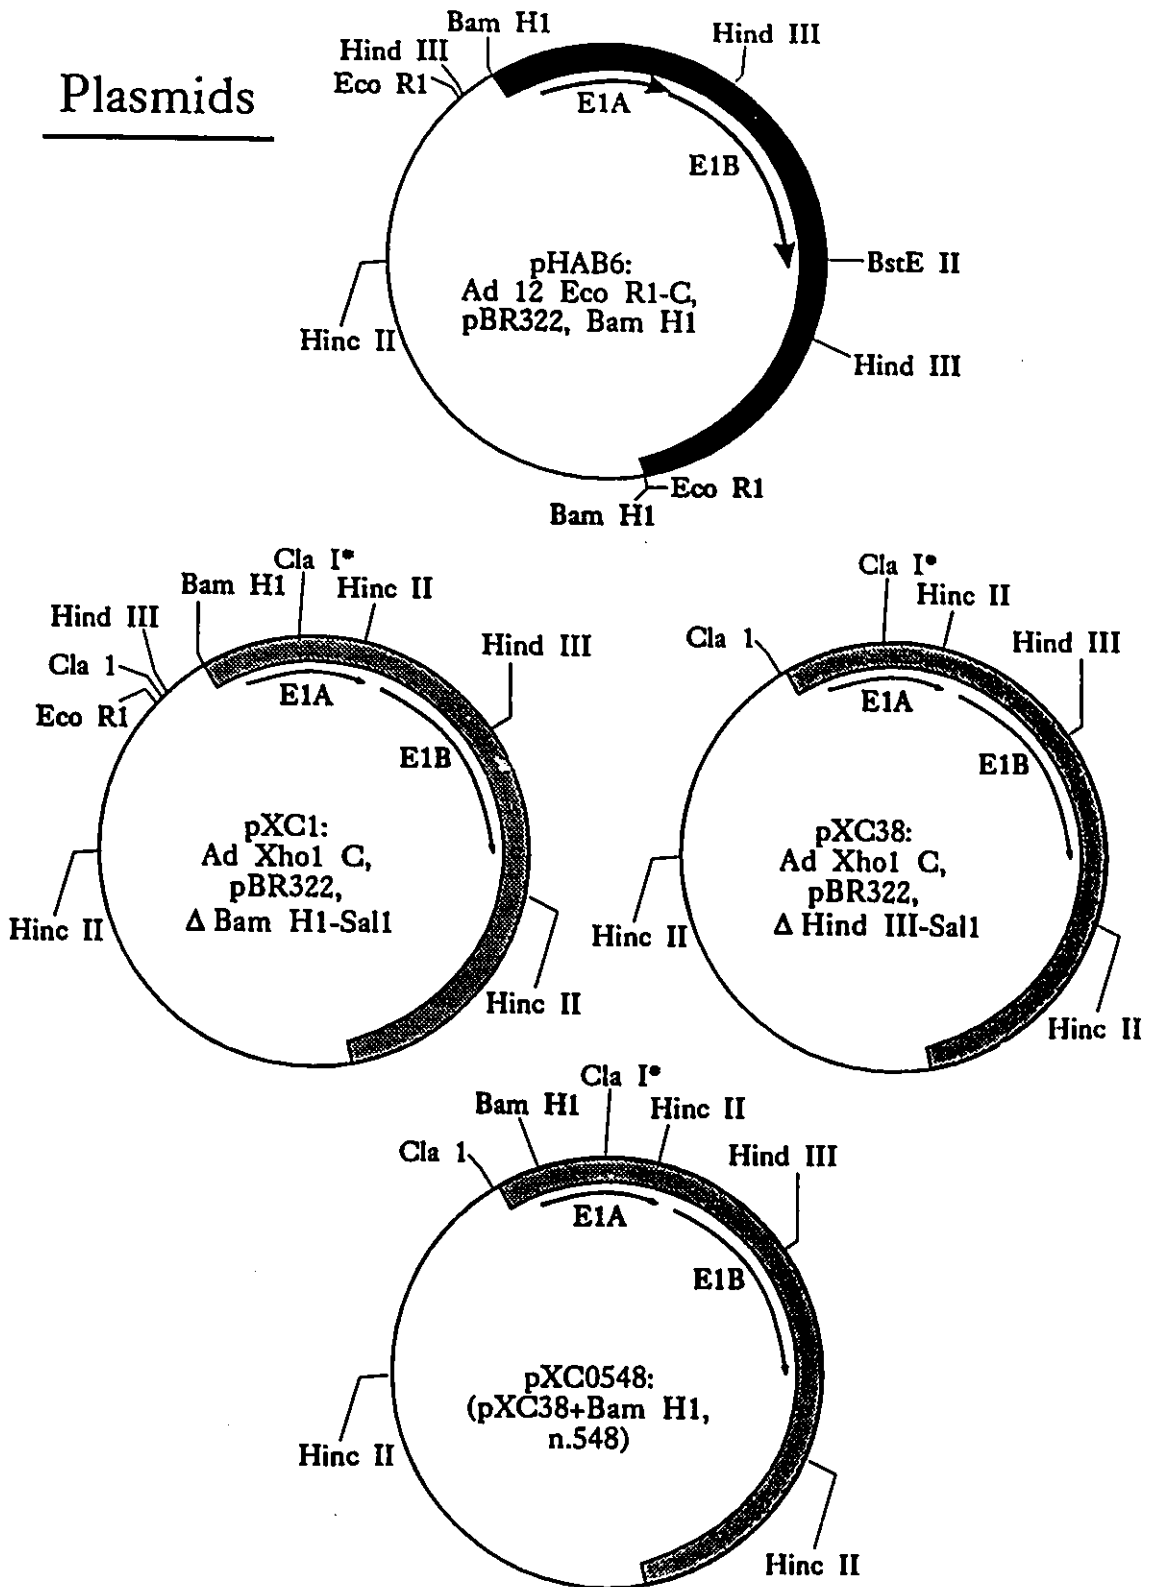 Plasmids
Bam H1
Hind III
Hind III
Eco R1
E1A
E1B
BstE II
pHAB6:
Ad 12 Eco R1-C,
pBR322, Bam H1
Hinc II
Hind III
Eco R1
Bam H1
Cla I*
Bam H1
Hinc II
Hind III
Hind III
Cla 1
Eco R1
E1A
E1B
pXC1:
Ad Xho1 C,
pBR322,
Δ Bam H1-Sal1
Hinc II
Hinc II
Cla I*
Hinc II
Cla 1
Hind III
E1A
E1B
pXC38:
Ad Xho1 C,
pBR322,
Δ Hind III-Sal1
Hinc II
Hinc II
Cla I*
Bam H1
Hinc II
Cla 1
Hind III
E1A
E1B
pXC0548:
(pXC38+Bam H1,
n.548)
Hinc II
Hinc II